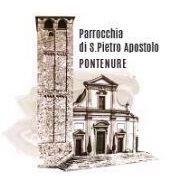 Parrocchia
di S.Pietro Apostolo
PONTENURE